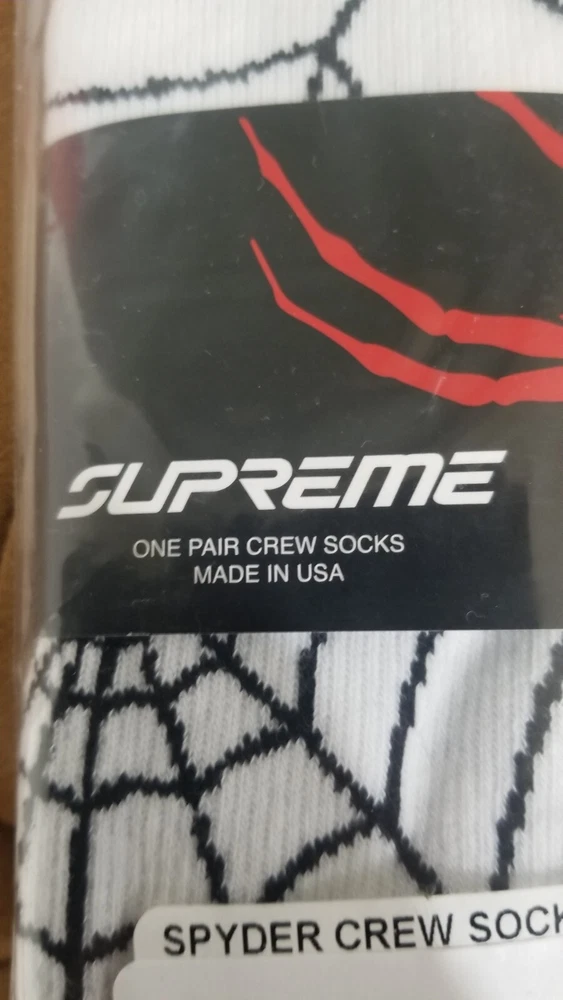 SUPREME
ONE PAIR CREW SOCKS
MADE IN USA
SPYDER CREW SOCK